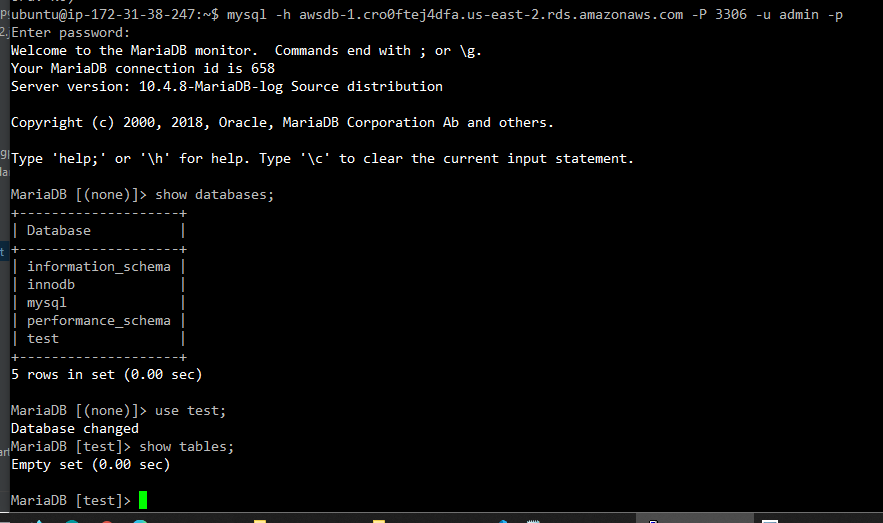 ubuntu@ip-172-31-38-247:~$ mysql -h awsdb-1.cro0ftej4dfa.us-east-2.rds.amazonaws.com -P 3306 -u admin -p
Enter password:
Welcome to the MariaDB monitor.  Commands end with ; or \g.
Your MariaDB connection id is 658
Server version: 10.4.8-MariaDB-log Source distribution

Copyright (c) 2000, 2018, Oracle, MariaDB Corporation Ab and others.

Type 'help;' or '\h' for help. Type '\c' to clear the current input statement.

MariaDB [(none)]> show databases;
+--------------------+
| Database           |
+--------------------+
| information_schema |
| innodb             |
| mysql              |
| performance_schema |
| test               |
+--------------------+
5 rows in set (0.00 sec)

MariaDB [(none)]> use test;
Database changed
MariaDB [test]> show tables;
Empty set (0.00 sec)

MariaDB [test]>